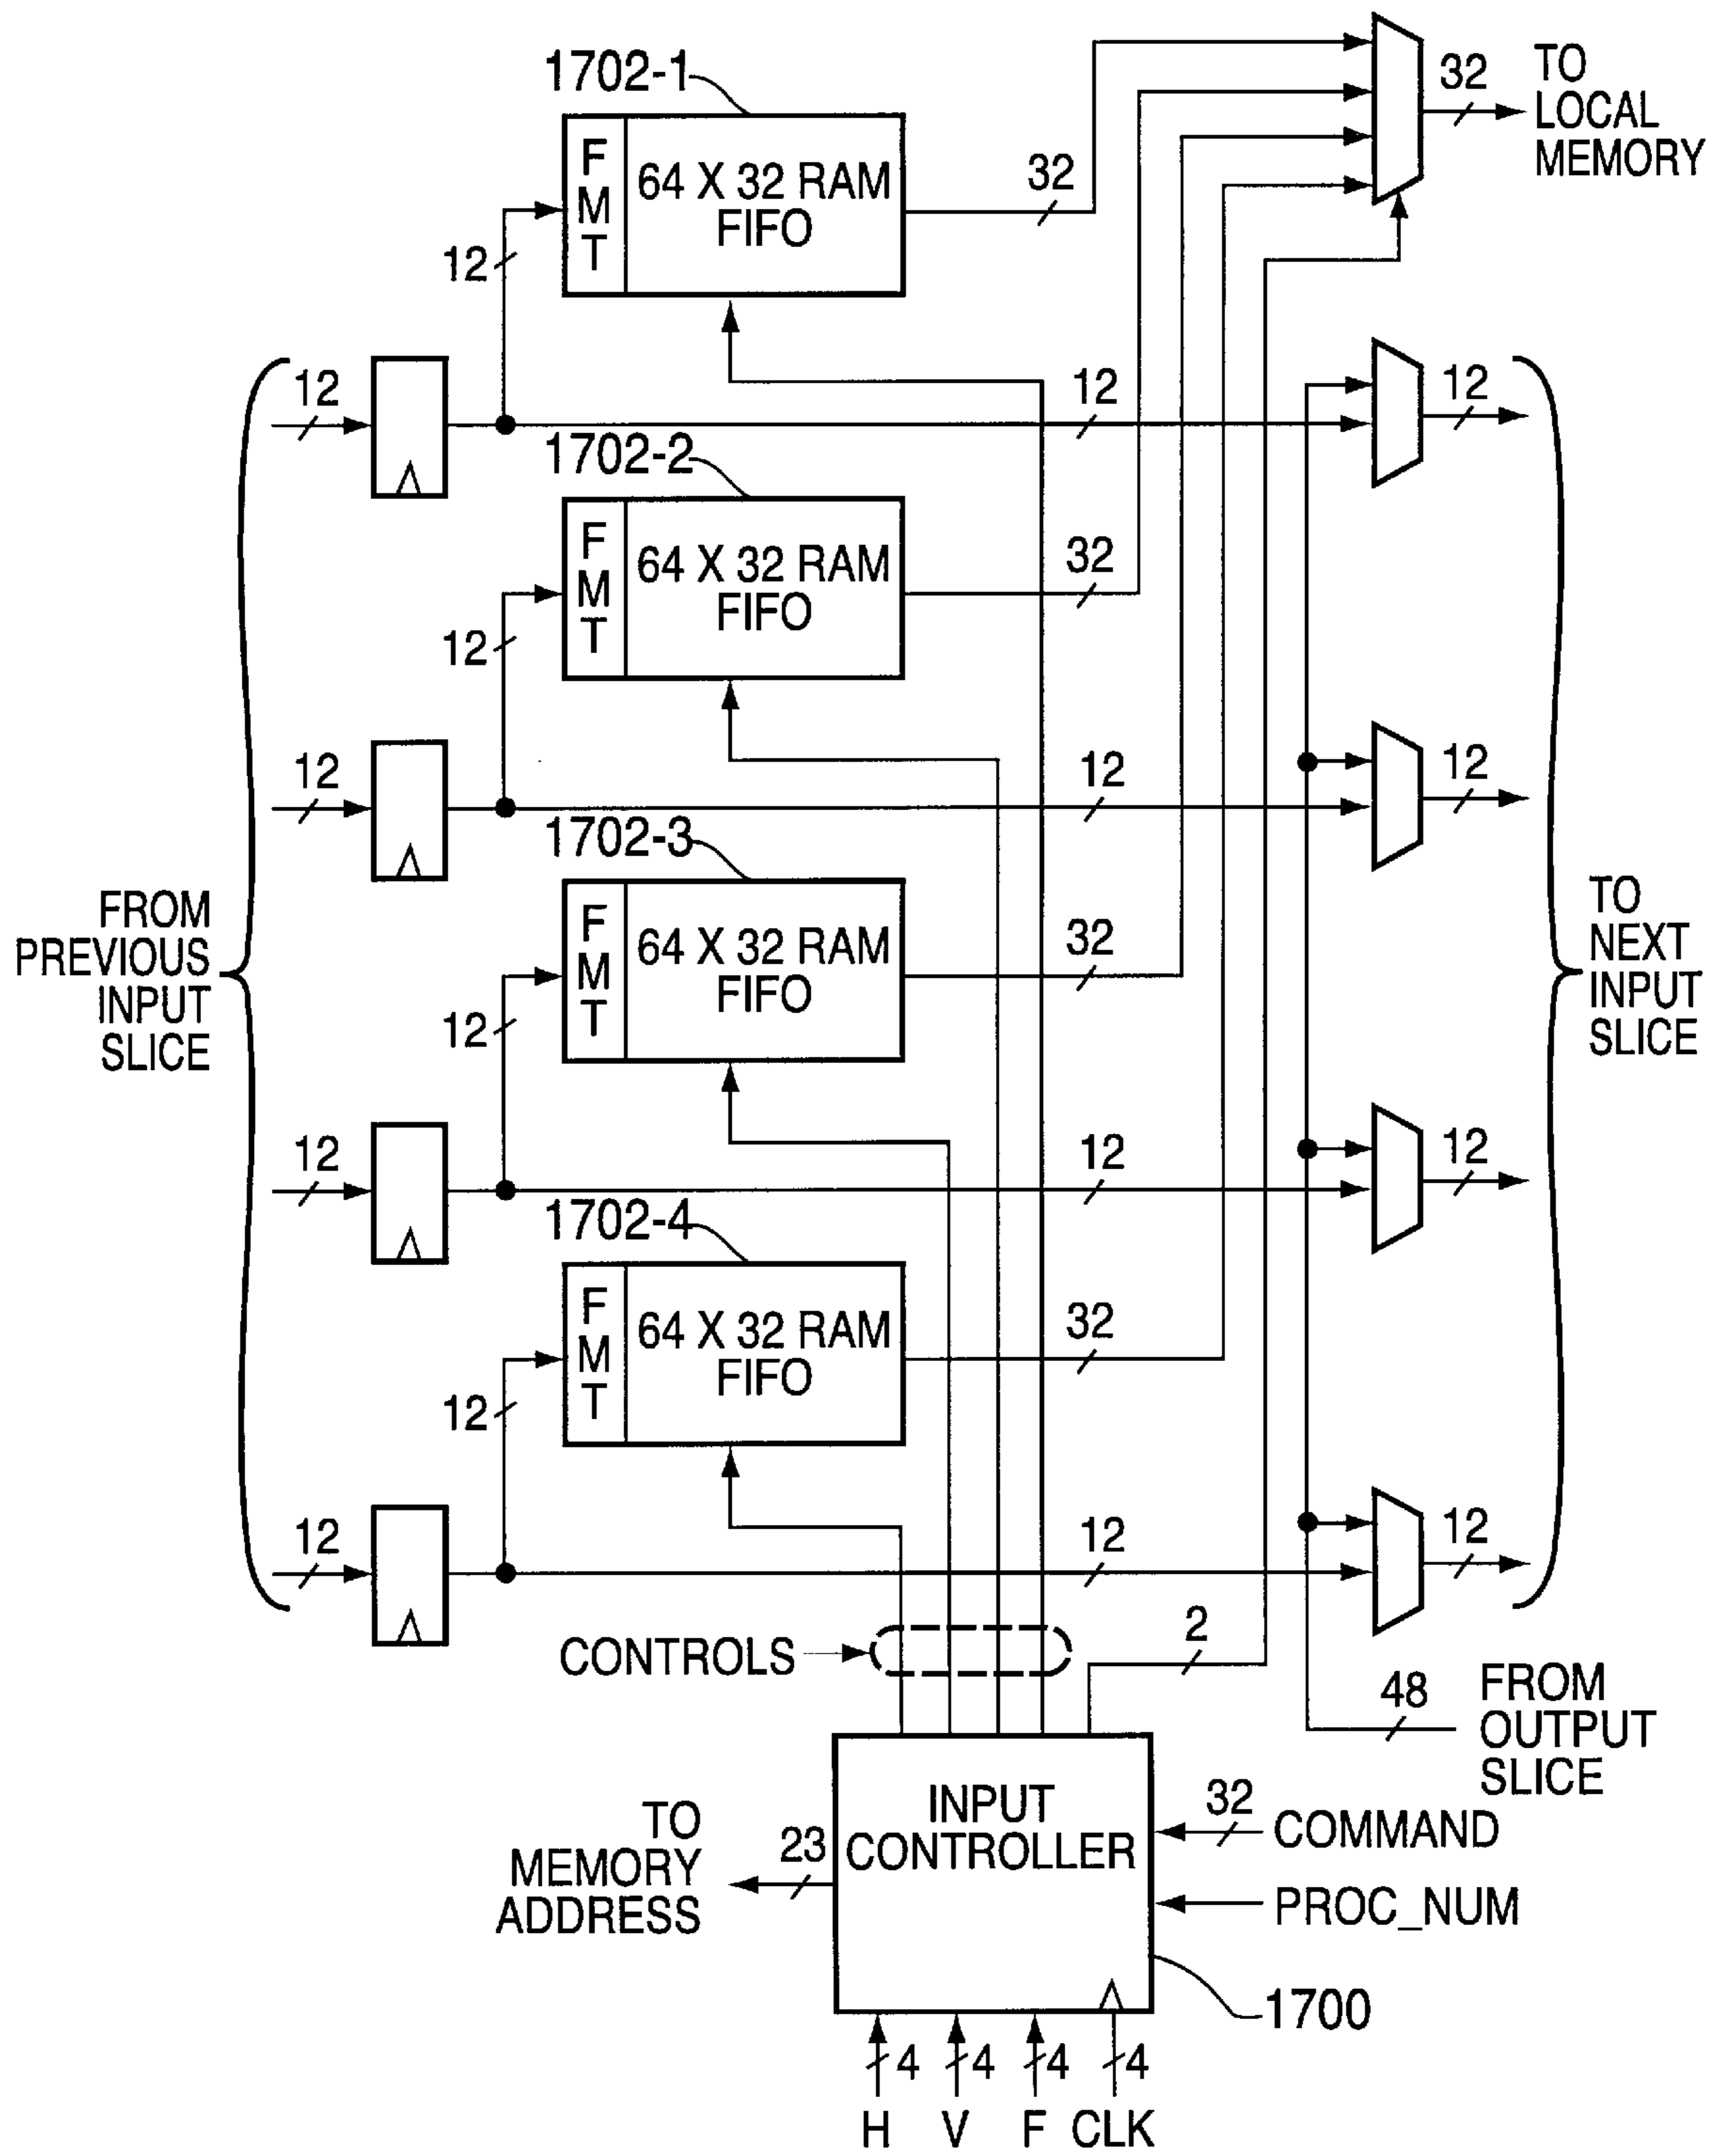 1702-1
32
TO
LOCAL
MEMORY
F
M
T
64 X 32 RAM
FIFO
32
12
12
12
12
1702-2
F
M
T
64 X 32 RAM
FIFO
32
12
12
12
12
1702-3
F
M
T
64 X 32 RAM
FIFO
32
12
FROM
PREVIOUS
INPUT
SLICE
TO
NEXT
INPUT
SLICE
12
12
12
1702-4
F
M
T
64 X 32 RAM
FIFO
32
12
12
12
12
CONTROLS
2
48
FROM
OUTPUT
SLICE
INPUT
CONTROLLER
32
COMMAND
TO
MEMORY
ADDRESS
23
PROC_NUM
1700
4
4
4
4
H
V
F
CLK